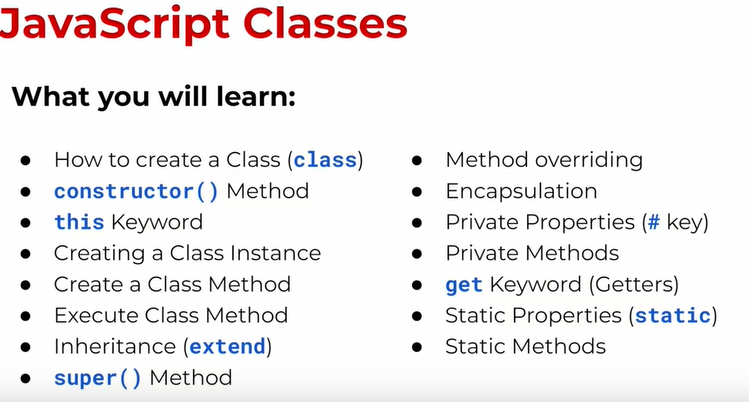 JavaScript Classes
What you will learn:
● How to create a Class (class)
● constructor() Method
● this Keyword
● Creating a Class Instance
● Create a Class Method
● Execute Class Method
● Inheritance (extend)
● super() Method
● Method overriding
● Encapsulation
● Private Properties (# key)
● Private Methods
● get Keyword (Getters)
● Static Properties (static)
● Static Methods